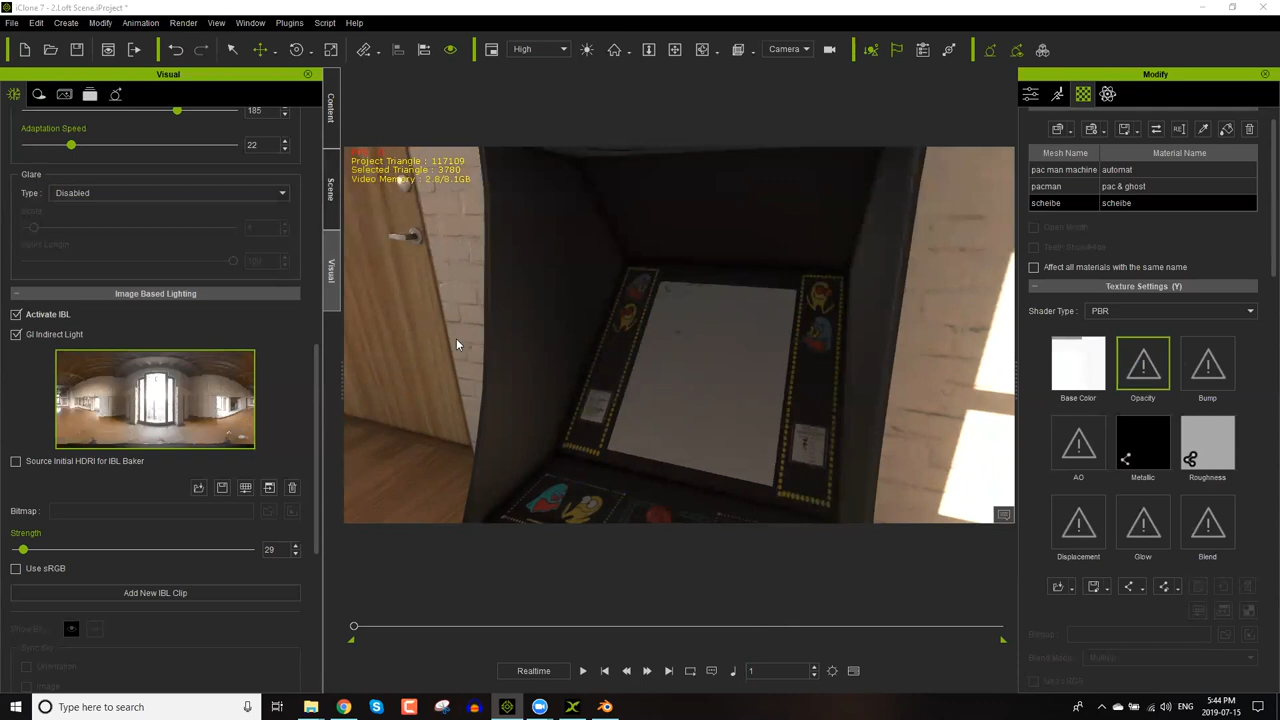 iClone 7 - 2.Loft Scene.iProject *
File Edit Create Modify Animation Render View Window Plugins Script Help
High
Camera
Visual
Modify
185
Adaptation Speed
22
Glare
Type : Disabled
1
Image Based Lighting
Activate IBL
GI Indirect Light
Source Initial HDRI for IBL Baker
Bitmap :
Strength
29
Use sRGB
Add New IBL Clip
Orientation
Image
Content
Scene
Visual
Project Triangle : 117109
Selected Triangle : 3780
Video Memory : 2.8/8.1GB
Realtime
1
Mesh Name Material Name
pac man machine automat
pacman pac & ghost
scheibe scheibe
Affect all materials with the same name
Texture Settings (Y)
Shader Type : PBR
Base Color Opacity Bump
AO Metallic Roughness
Displacement Glow Blend
Bitmap :
Type here to search
5:44 PM
2019-07-15